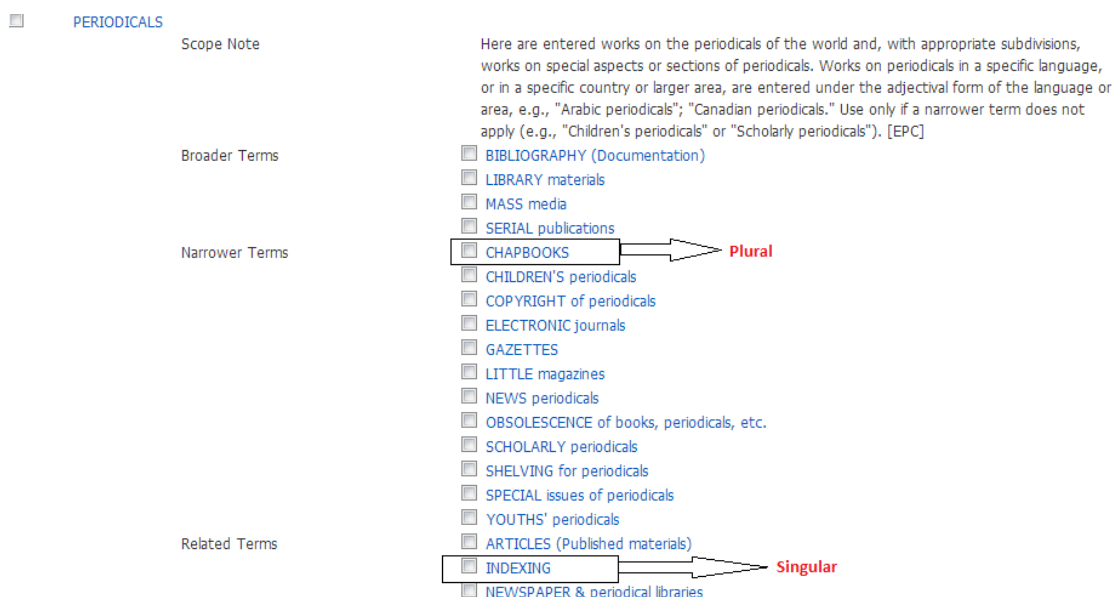 PERIODICALS
Scope Note
Here are entered works on the periodicals of the world and, with appropriate subdivisions,
works on special aspects or sections of periodicals. Works on periodicals in a specific language,
or in a specific country or larger area, are entered under the adjectival form of the language or
area, e.g., "Arabic periodicals"; "Canadian periodicals." Use only if a narrower term does not
apply (e.g., "Children's periodicals" or "Scholarly periodicals"). [EPC]
Broader Terms
BIBLIOGRAPHY (Documentation)
LIBRARY materials
MASS media
SERIAL publications
Narrower Terms
CHAPBOOKS
Plural
CHILDREN'S periodicals
COPYRIGHT of periodicals
ELECTRONIC journals
GAZETTES
LITTLE magazines
NEWS periodicals
OBSOLESCENCE of books, periodicals, etc.
SCHOLARLY periodicals
SHELVING for periodicals
SPECIAL issues of periodicals
YOUTHS' periodicals
Related Terms
ARTICLES (Published materials)
INDEXING
Singular
NEWSPAPER & periodical libraries